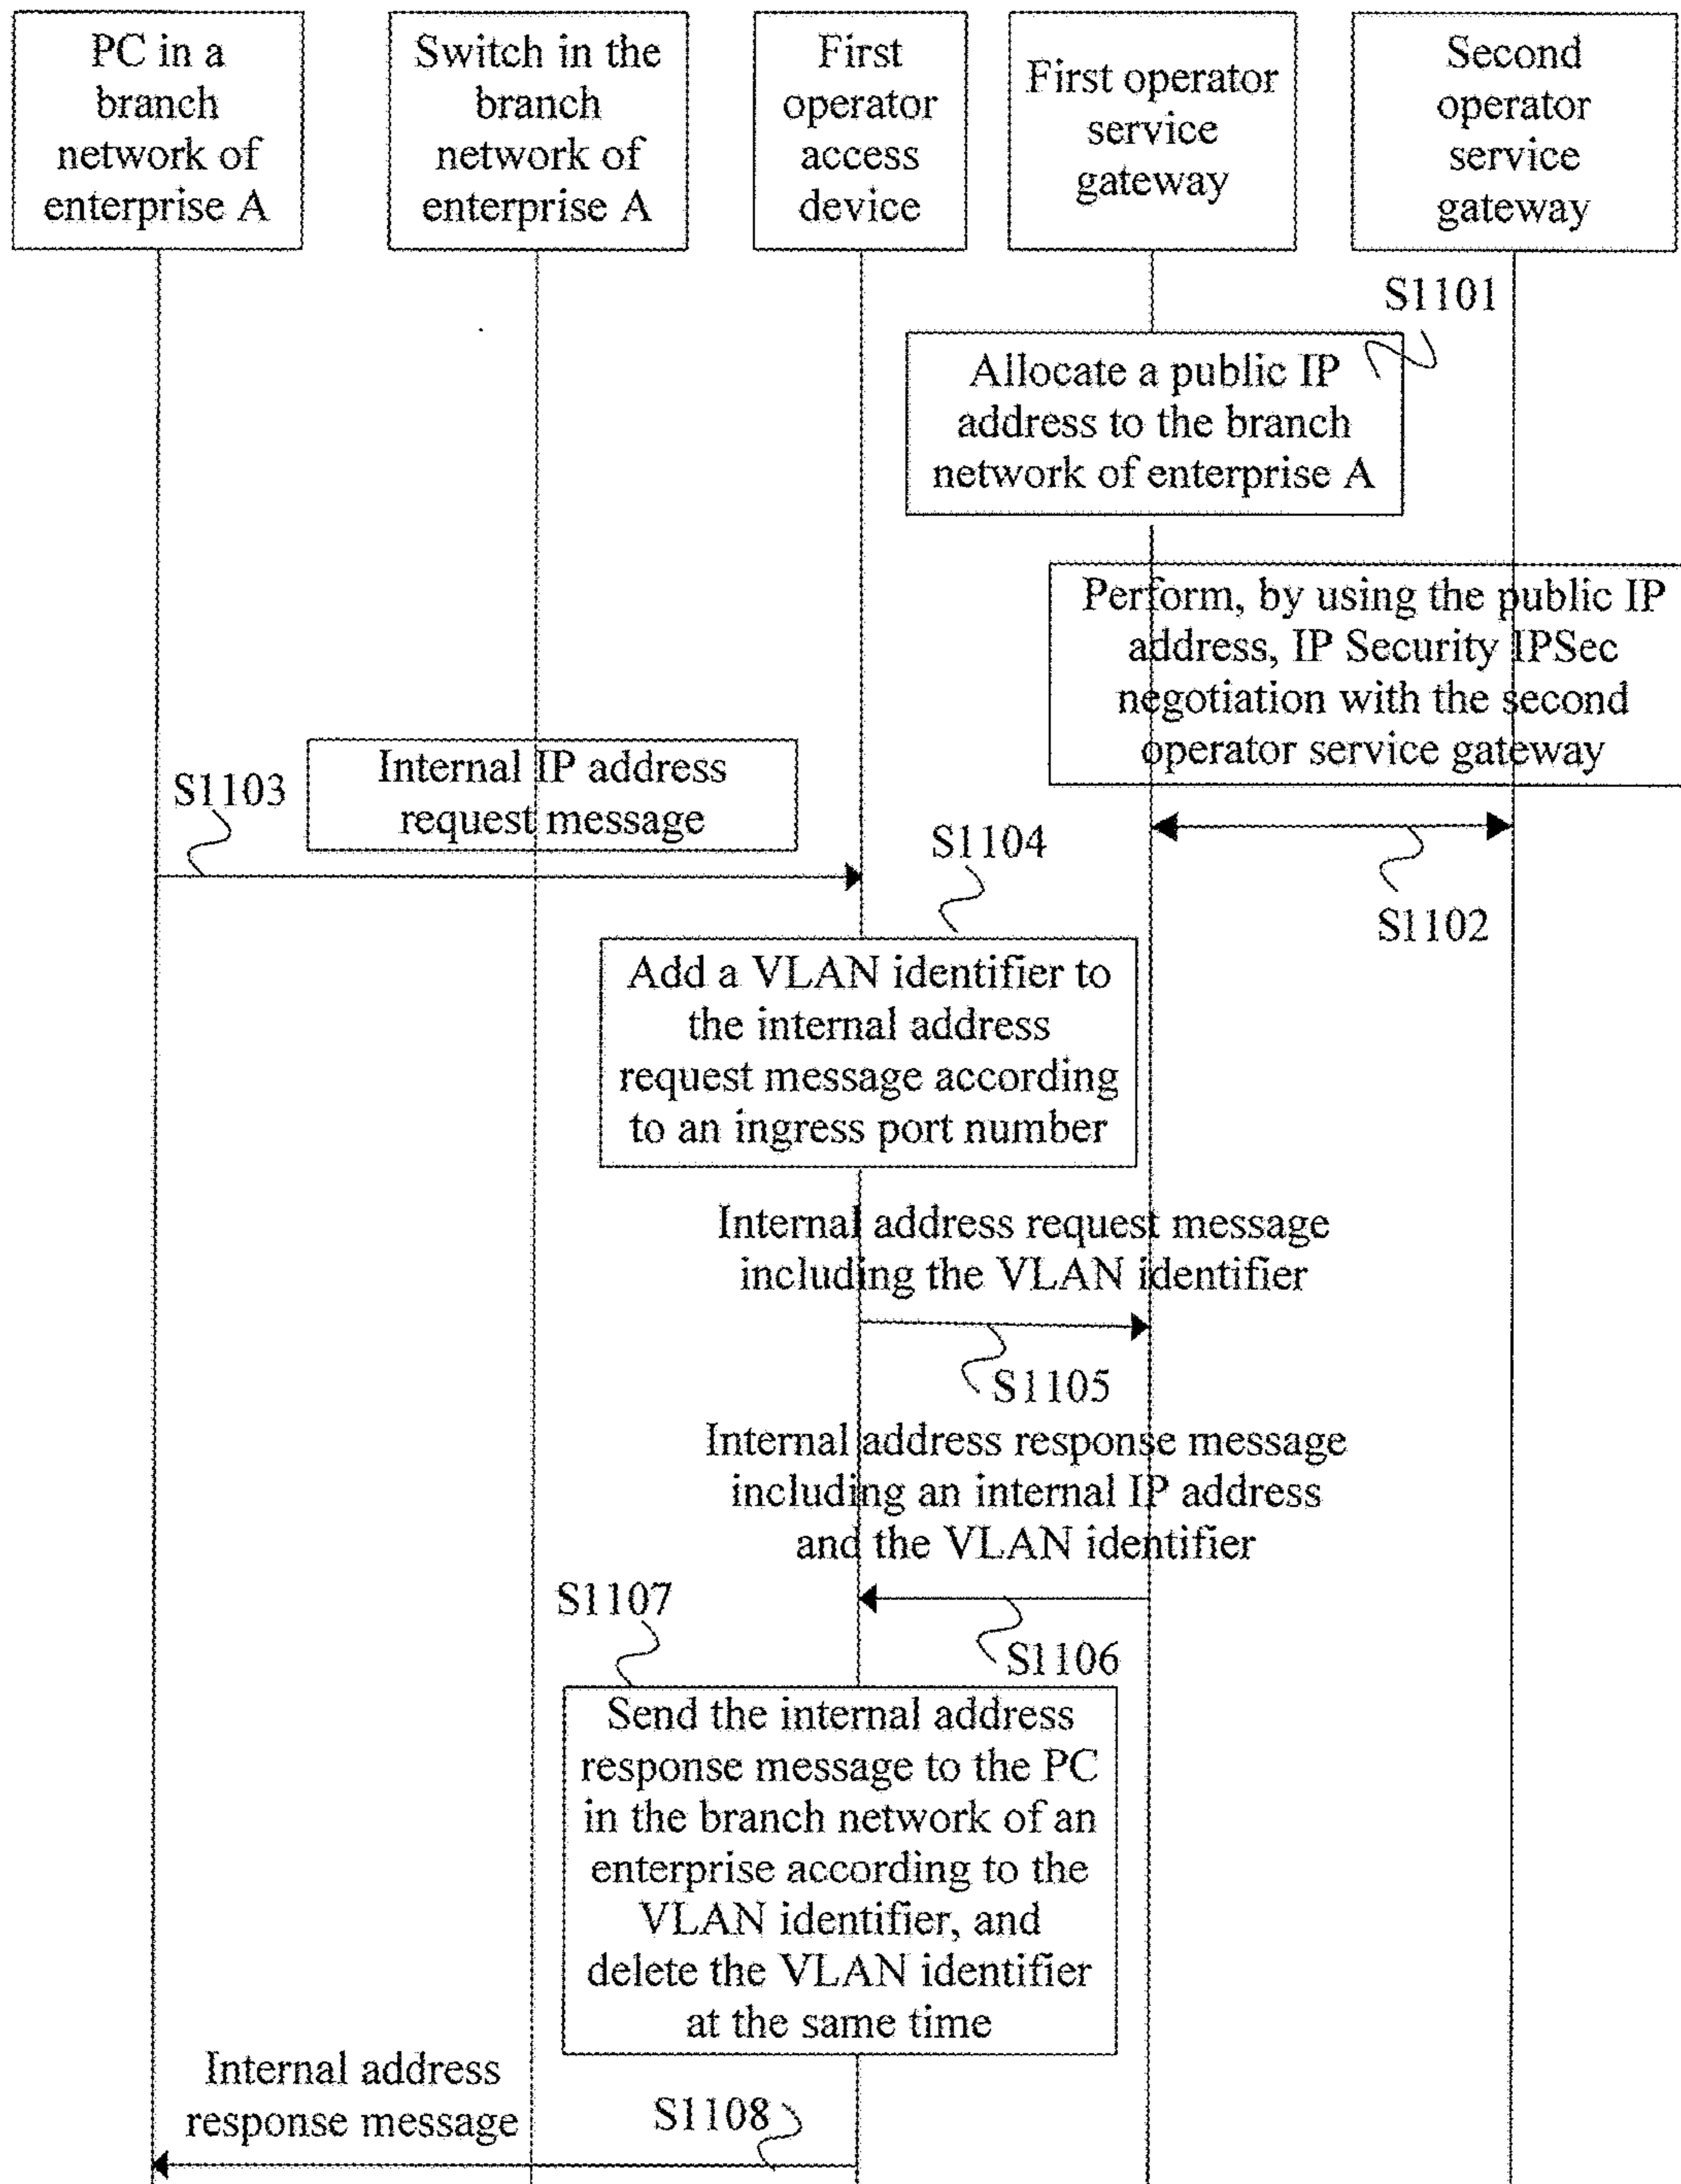 PC in a
branch
network of
enterprise A
Switch in the
branch
network of
enterprise A
First
operator
access
device
First operator
service
gateway
Second
operator
service
gateway
S1101
Allocate a public IP
address to the branch
network of enterprise A
Perform, by using the public IP
address, IP Security IPSec
negotiation with the second
operator service gateway
S1102
S1103
Internal IP address
request message
S1104
Add a VLAN identifier to
the internal address
request message according
to an ingress port number
Internal address request message
including the VLAN identifier
S1105
Internal address response message
including an internal IP address
and the VLAN identifier
S1106
S1107
Send the internal address
response message to the PC
in the branch network of an
enterprise according to the
VLAN identifier, and
delete the VLAN identifier
at the same time
Internal address
response message
S1108